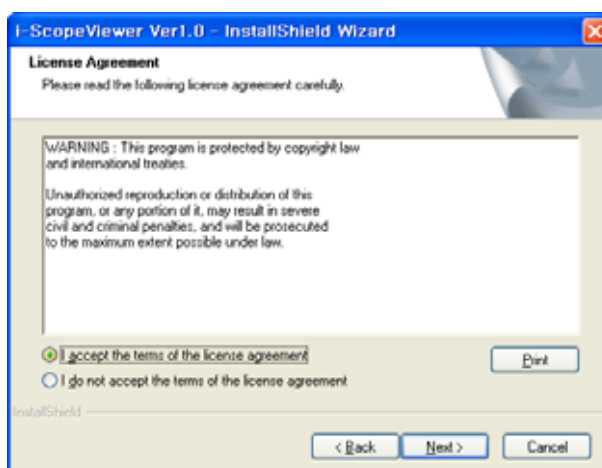 i-ScopeViewer Ver1.0 - InstallShield Wizard
License Agreement
Please read the following license agreement carefully.
WARNING : This program is protected by copyright law
and international treaties.
Unauthorized reproduction or distribution of this
program, or any portion of it, may result in severe
civil and criminal penalties, and will be prosecuted
to the maximum extent possible under law.
I accept the terms of the license agreement
Print
I do not accept the terms of the license agreement
InstallShield
< Back
Next >
Cancel